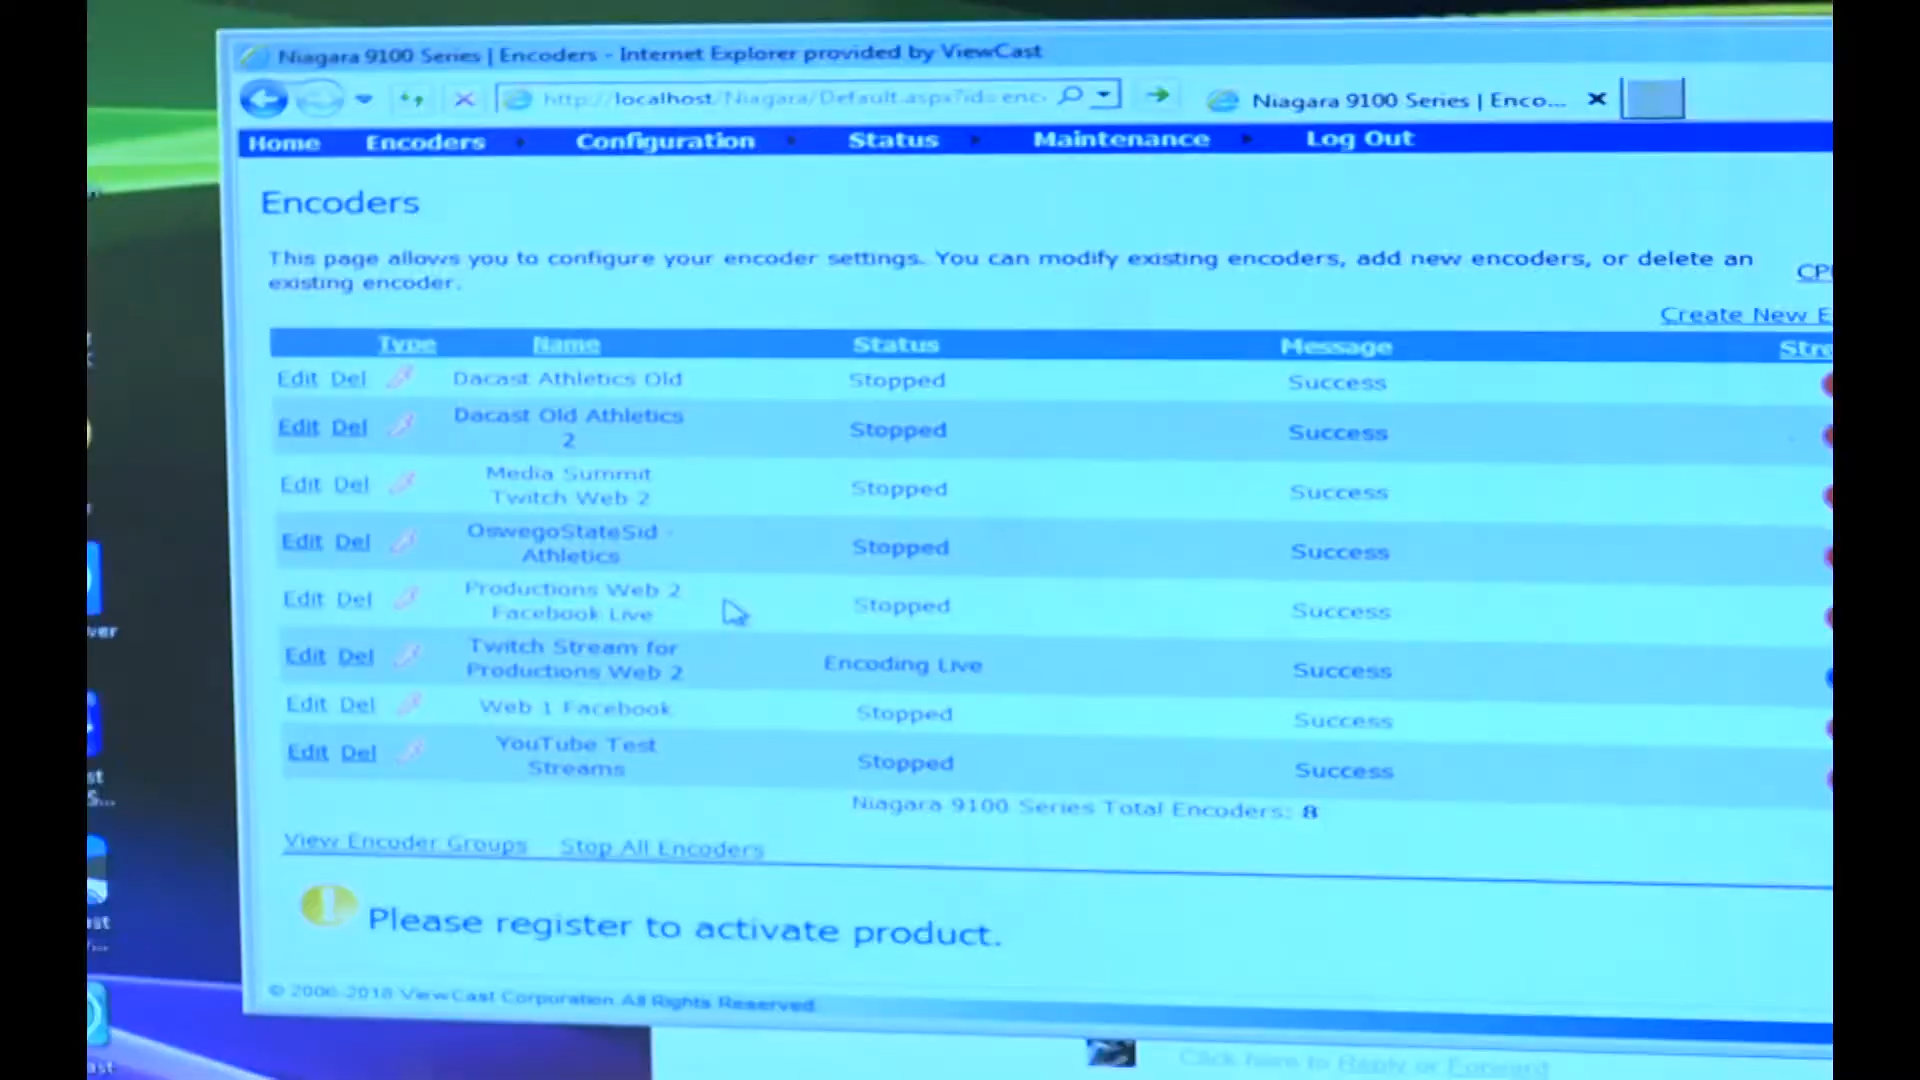 Niagara 9100 Series | Encoders - Internet Explorer provided by ViewCast
http://localhost/Niagara/Default.aspx?id=enc
Niagara 9100 Series | Enco...
Home Encoders Configuration Status Maintenance Log Out
Encoders
This page allows you to configure your encoder settings. You can modify existing encoders, add new encoders, or delete an
existing encoder.
Create New E
Type Name Status Message Stre
Edit Del Dacast Athletics Old Stopped Success
Edit Del Dacast Old Athletics
2 Stopped Success
Edit Del Media Summit
Twitch Web 2 Stopped Success
Edit Del OswegoStateSid -
Athletics Stopped Success
Edit Del Productions Web 2
Facebook Live Stopped Success
Edit Del Twitch Stream for
Productions Web 2 Encoding Live Success
Edit Del Web 1 Facebook Stopped Success
Edit Del YouTube Test
Streams Stopped Success
Niagara 9100 Series Total Encoders: 8
View Encoder Groups Stop All Encoders
Please register to activate product.
© 2006-2018 ViewCast Corporation All Rights Reserved.
Click here to Reply or Forward